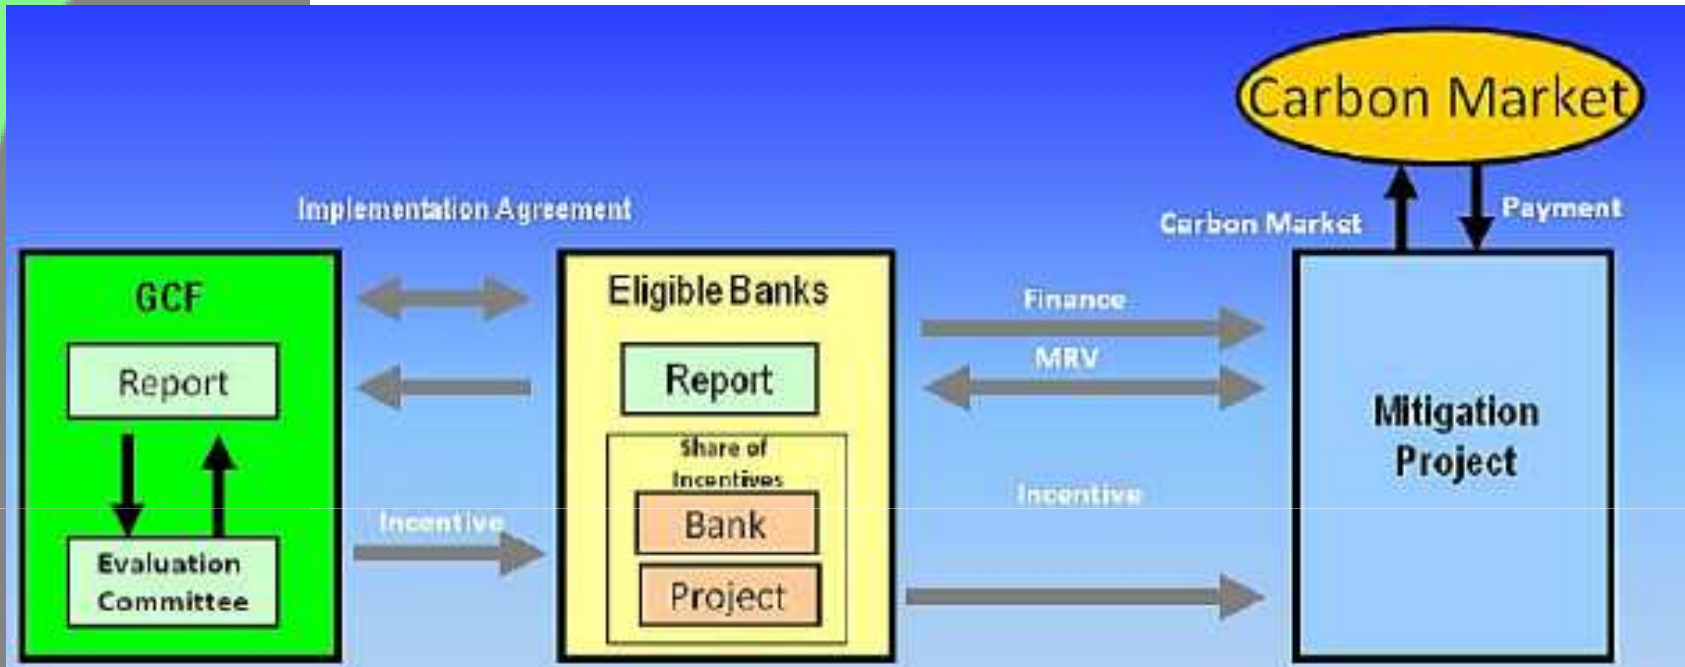 Carbon Market
Implementation Agreement
Carbon Market
Payment
GCF
Report
Evaluation
Committee
Incentive
Eligible Banks
Report
Share of
Incentives
Bank
Project
Finance
MRV
Incentive
Mitigation
Project